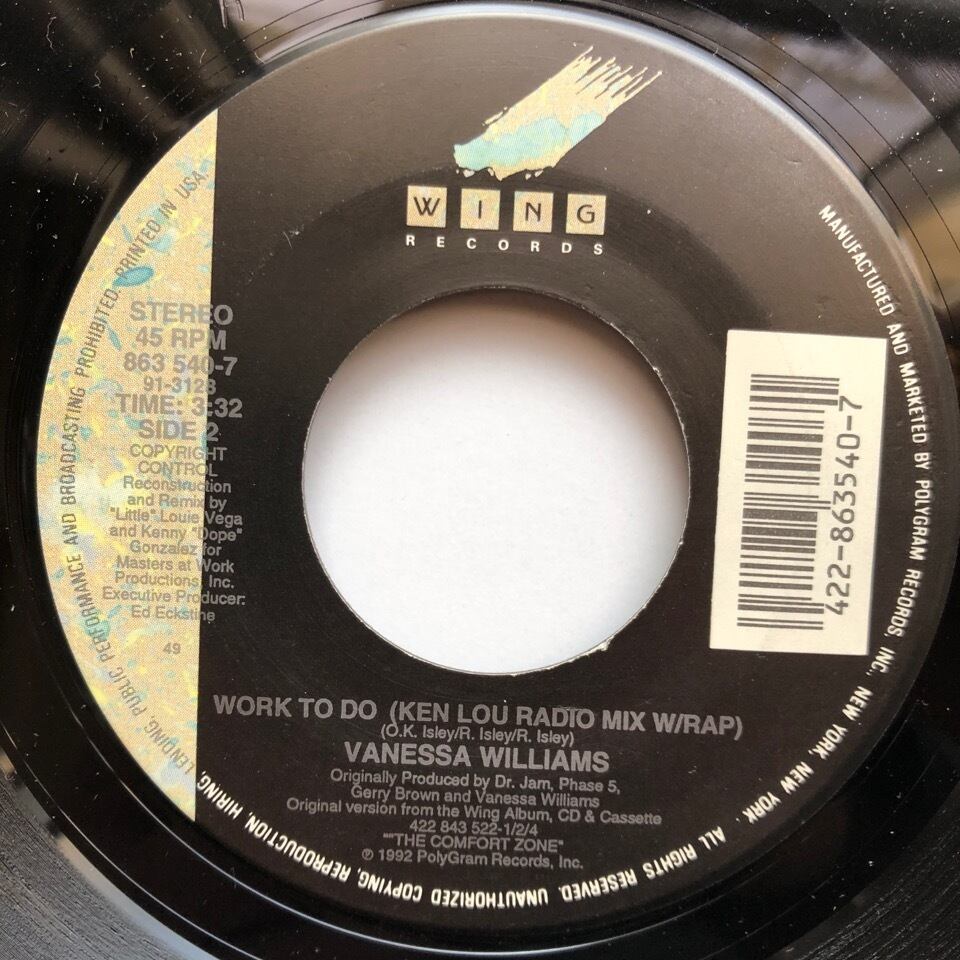 WING
RECORDS
STEREO
45 RPM
863 540-7
91-3128
TIME: 3:32
SIDE 2
COPYRIGHT
CONTROL
Reconstruction
and Remix by
"Little" Louie Vega
and Kenny "Dope"
Gonzalez for
Masters at Work
Productions, Inc.
Executive Producer:
Ed Eckstine
49
422-863540-7
WORK TO DO (KEN LOU RADIO MIX W/RAP)
(O.K. Isley/R. Isley/R. Isley)
VANESSA WILLIAMS
Originally Produced by Dr. Jam, Phase 5,
Gerry Brown and Vanessa Williams
Original version from the Wing Album, CD & Cassette
422 843 522-1/2/4
""THE COMFORT ZONE"
℗ 1992 PolyGram Records, Inc.
MANUFACTURED AND MARKETED BY POLYGRAM RECORDS, INC., NEW YORK, NEW YORK. ALL RIGHTS RESERVED. UNAUTHORIZED COPYING, REPRODUCTION, HIRING, LENDING, PUBLIC PERFORMANCE AND BROADCASTING PROHIBITED. PRINTED IN USA.